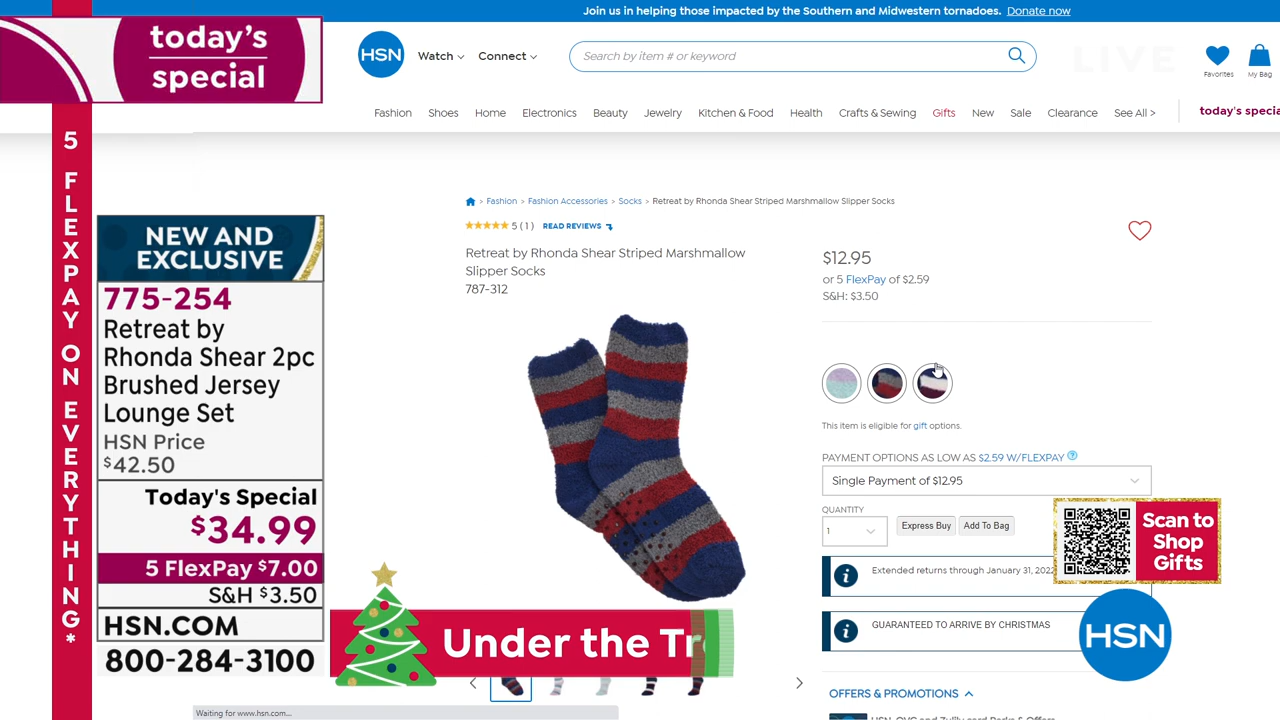 Join us in helping those impacted by the Southern and Midwestern tornadoes. Donate now
today's
special
HSN
Watch
Connect
Search by item # or keyword
LIVE
Favorites
My Bag
Fashion Shoes Home Electronics Beauty Jewelry Kitchen & Food Health Crafts & Sewing Gifts New Sale Clearance See All >
today's specia
5 FLEXPAY ON EVERYTHING*
NEW AND
EXCLUSIVE
775-254
Retreat by
Rhonda Shear 2pc
Brushed Jersey
Lounge Set
HSN Price
$42.50
Today's Special
$34.99
5 FlexPay $7.00
S&H $3.50
HSN.COM
800-284-3100
> Fashion > Fashion Accessories > Socks > Retreat by Rhonda Shear Striped Marshmallow Slipper Socks
5 ( 1 ) READ REVIEWS
Retreat by Rhonda Shear Striped Marshmallow
Slipper Socks
787-312
$12.95
or 5 FlexPay of $2.59
S&H: $3.50
This item is eligible for gift options.
PAYMENT OPTIONS AS LOW AS $2.59 W/FLEXPAY ?
Single Payment of $12.95
QUANTITY
1
Express Buy
Add To Bag
Extended returns through January 31, 2022
GUARANTEED TO ARRIVE BY CHRISTMAS
Scan to
Shop
Gifts
HSN
Under the Tr
OFFERS & PROMOTIONS
Waiting for www.hsn.com...